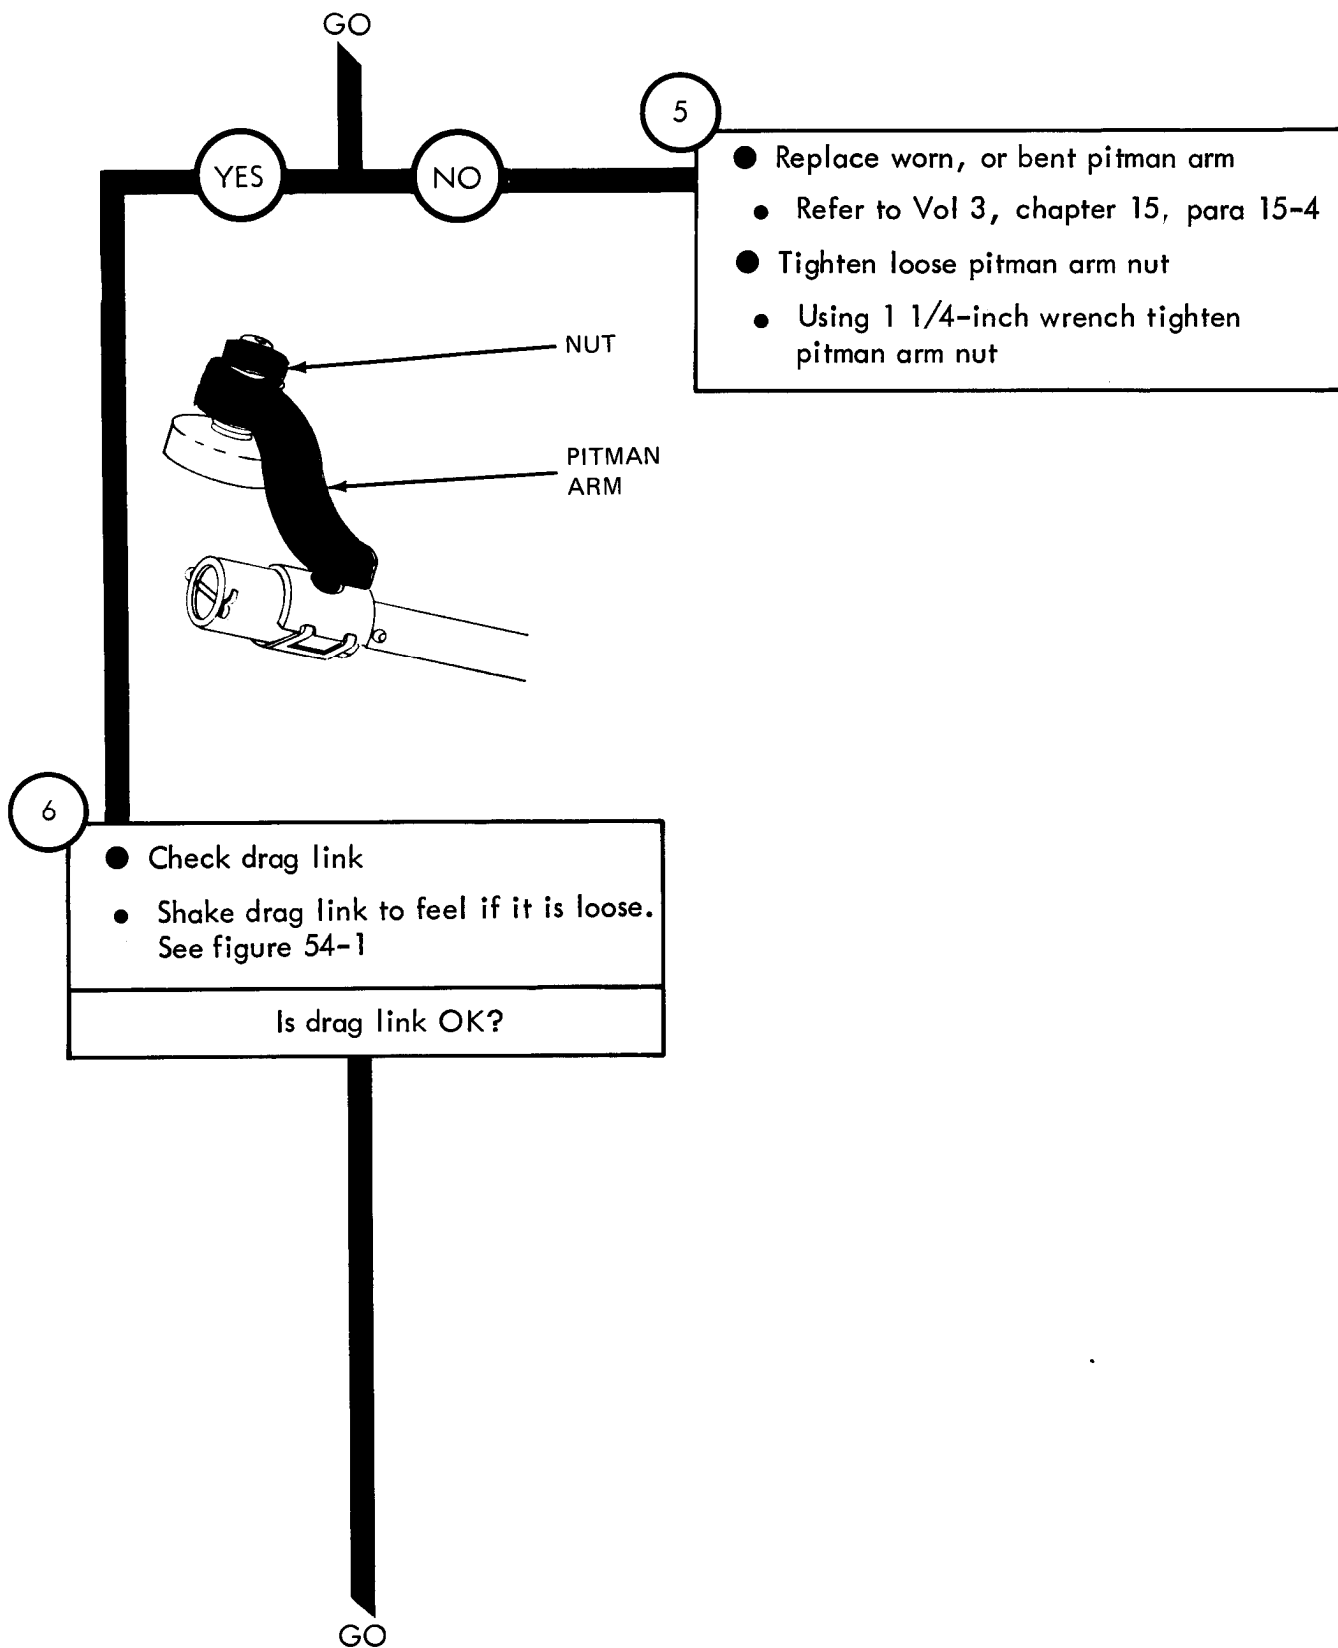 GO
YES
NO
5
● Replace worn, or bent pitman arm
• Refer to Vol 3, chapter 15, para 15-4
● Tighten loose pitman arm nut
• Using 1 1/4-inch wrench tighten
pitman arm nut
NUT
PITMAN
ARM
6
● Check drag link
• Shake drag link to feel if it is loose.
See figure 54-1
Is drag link OK?
GO